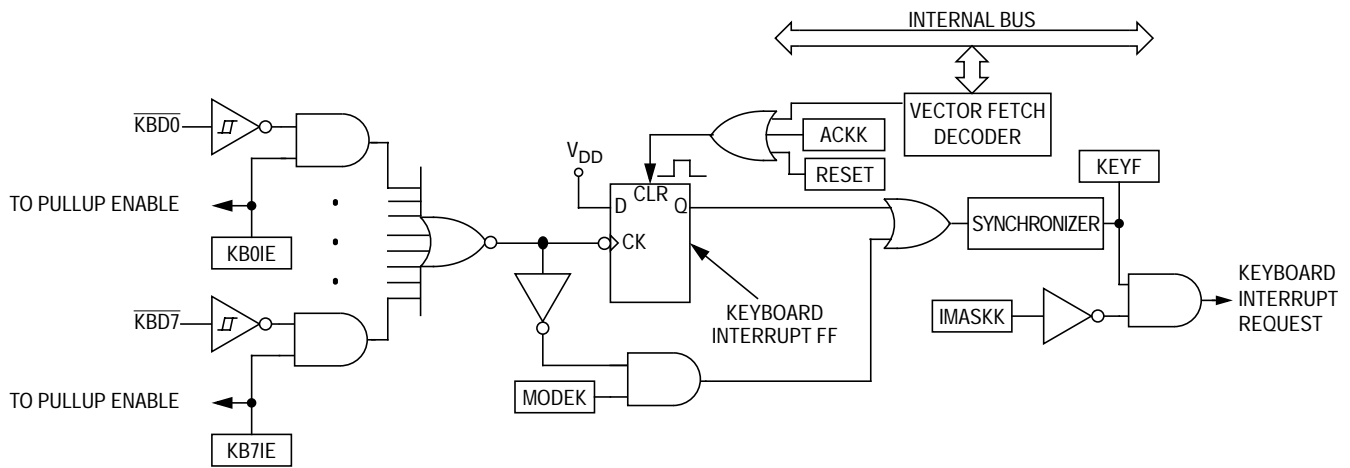 INTERNAL BUS
VECTOR FETCH
DECODER
ACKK
RESET
KBD0
TO PULLUP ENABLE
KB0IE
KBD7
TO PULLUP ENABLE
KB7IE
VDD
D
CLR
Q
CK
KEYBOARD
INTERRUPT FF
MODEK
SYNCHRONIZER
KEYF
IMASKK
KEYBOARD
INTERRUPT
REQUEST